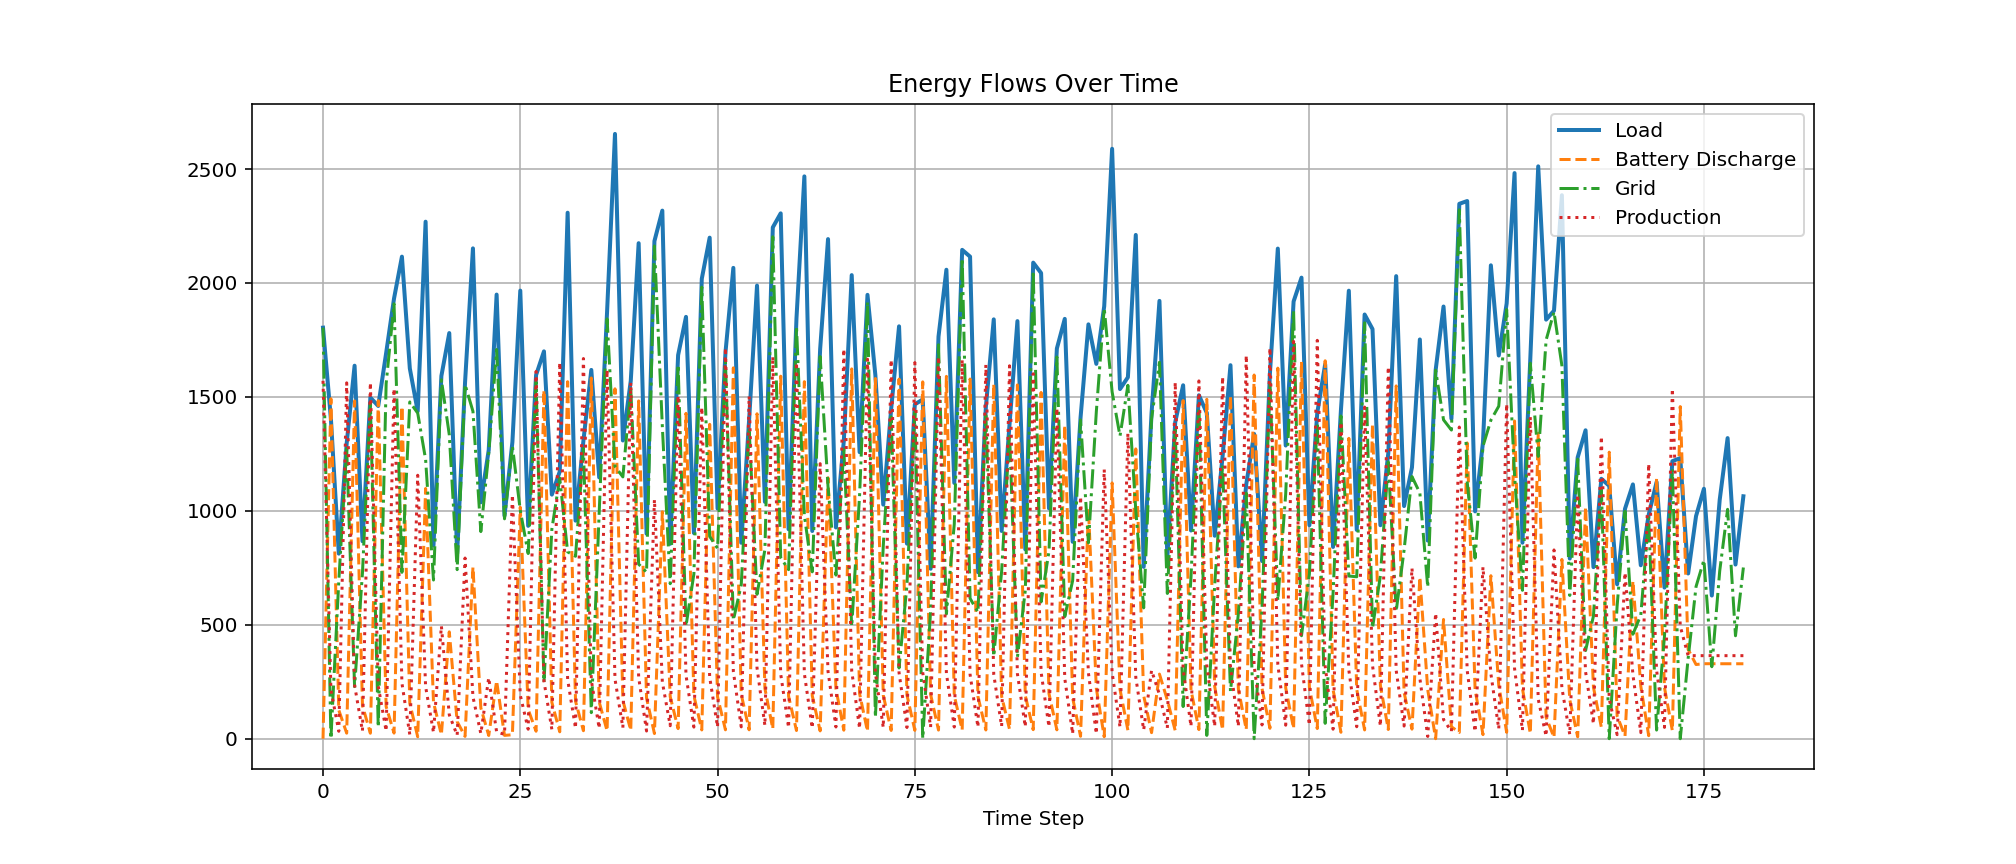 Energy Flows Over Time
2500
2000
1500
1000
500
0
Load
Battery Discharge
Grid
Production
0 25 50 75 100 125 150 175
Time Step